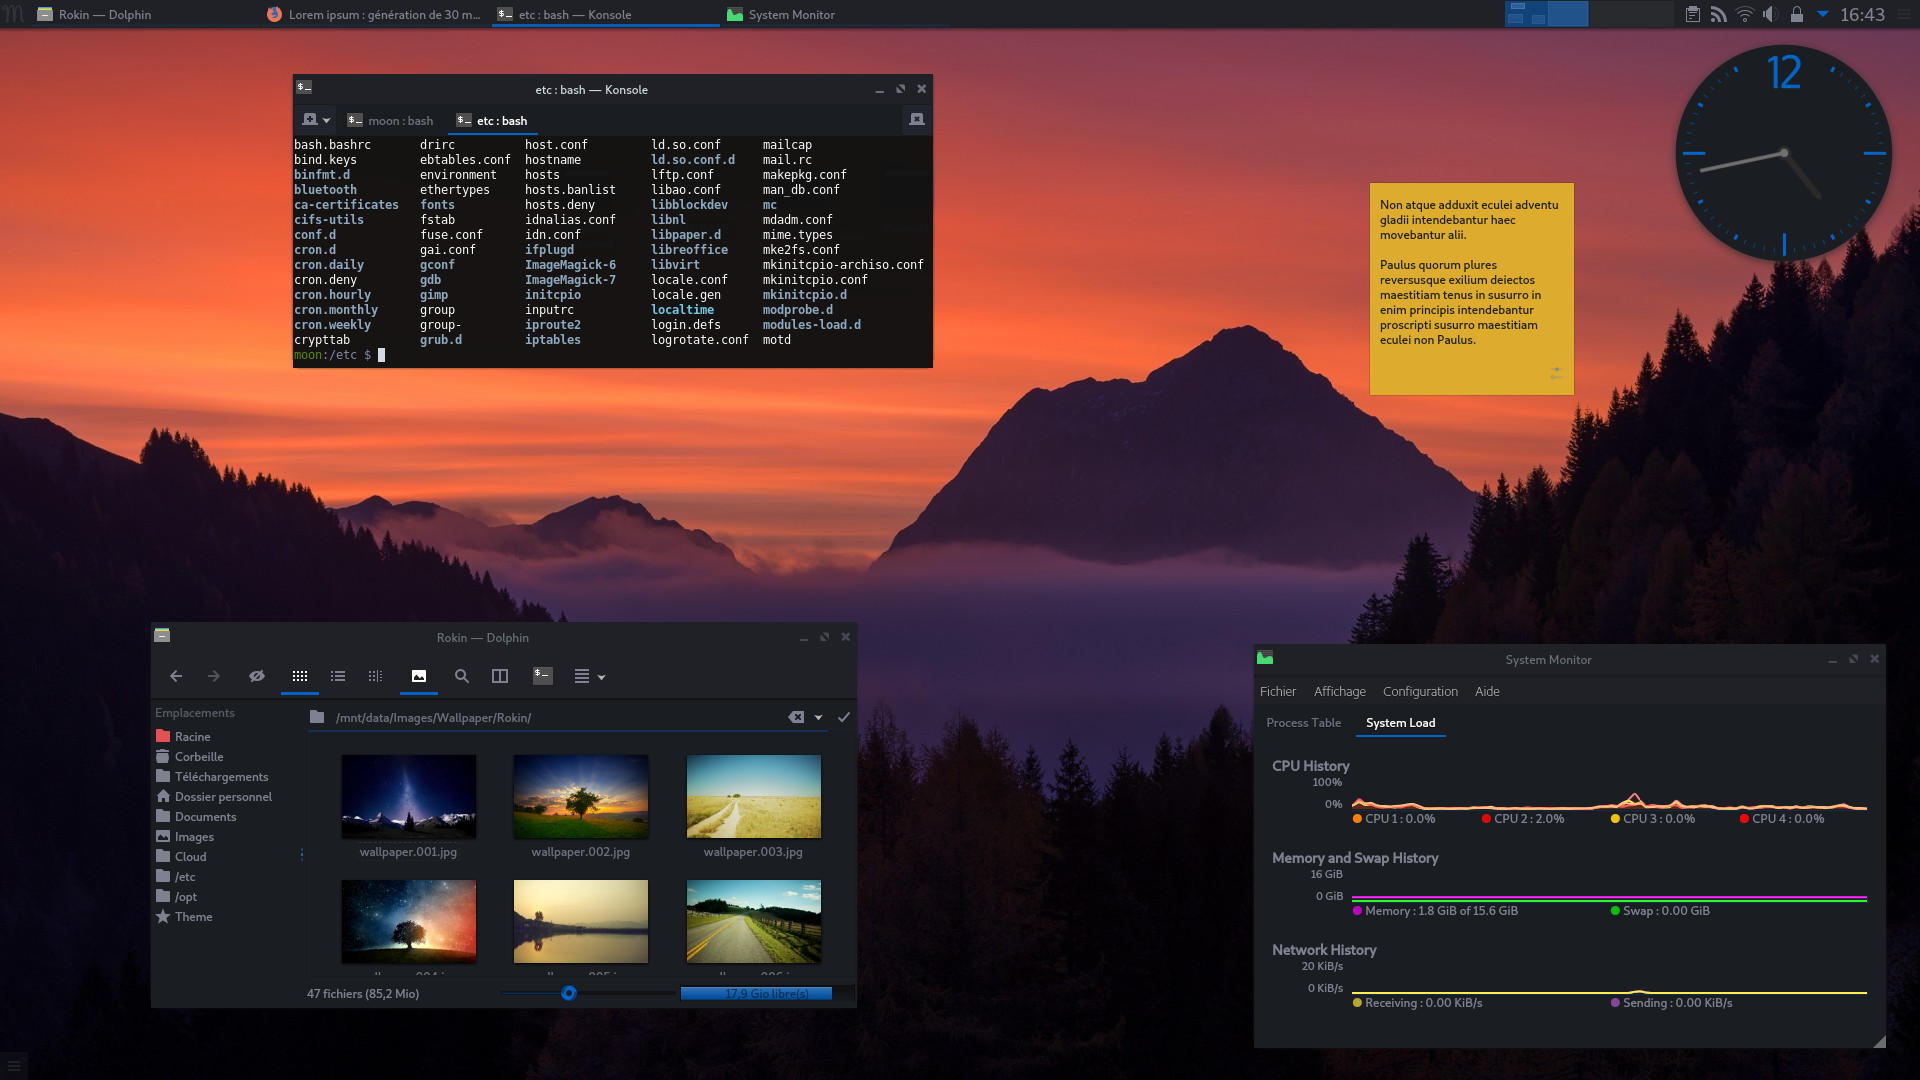 Rokin — Dolphin
Lorem ipsum : génération de 30 m...
etc : bash — Konsole
System Monitor
16:43
12
etc : bash — Konsole
moon : bash
etc : bash
bash.bashrc drirc host.conf ld.so.conf mailcap
bind.keys ebtables.conf hostname ld.so.conf.d mail.rc
binfmt.d environment hosts lftp.conf makepkg.conf
bluetooth ethertypes hosts.banlist libao.conf man_db.conf
ca-certificates fonts hosts.deny libblockdev mc
cifs-utils fstab idnalias.conf libnl mdadm.conf
conf.d fuse.conf idn.conf libpaper.d mime.types
cron.d gai.conf ifplugd libreoffice mke2fs.conf
cron.daily gconf ImageMagick-6 libvirt mkinitcpio-archiso.conf
cron.deny gdb ImageMagick-7 locale.conf mkinitcpio.conf
cron.hourly gimp initcpio locale.gen mkinitcpio.d
cron.monthly group inputrc localtime modprobe.d
cron.weekly group- iproute2 login.defs modules-load.d
crypttab grub.d iptables logrotate.conf motd
moon:/etc $
Non atque adduxit eculei adventu
gladii intendebantur haec
movebantur alii.
Paulus quorum plures
reversusque exilium deiectos
maestitiam tenus in susurro in
enim principis intendebantur
proscripti susurro maestitiam
eculei non Paulus.
Rokin — Dolphin
Emplacements
Racine
Corbeille
Téléchargements
Dossier personnel
Documents
Images
Cloud
/etc
/opt
Theme
/mnt/data/Images/Wallpaper/Rokin/
wallpaper.001.jpg
wallpaper.002.jpg
wallpaper.003.jpg
47 fichiers (85,2 Mio)
17,9 Gio libre(s)
System Monitor
Fichier Affichage Configuration Aide
Process Table
System Load
CPU History
100%
0%
CPU 1 : 0.0% CPU 2 : 2.0% CPU 3 : 0.0% CPU 4 : 0.0%
Memory and Swap History
16 GiB
0 GiB
Memory : 1.8 GiB of 15.6 GiB Swap : 0.00 GiB
Network History
20 KiB/s
0 KiB/s
Receiving : 0.00 KiB/s Sending : 0.00 KiB/s